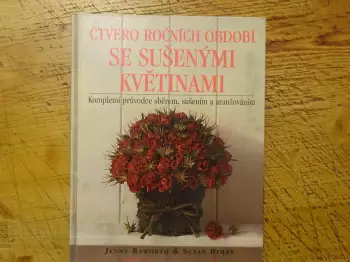 ČTVERO ROČNÍCH OBDOBÍ
SE SUŠENÝMI
KVĚTINAMI
Kompletní průvodce sběrem, sušením a aranžováním
JENNY RAWORTH & SUSAN BERRY